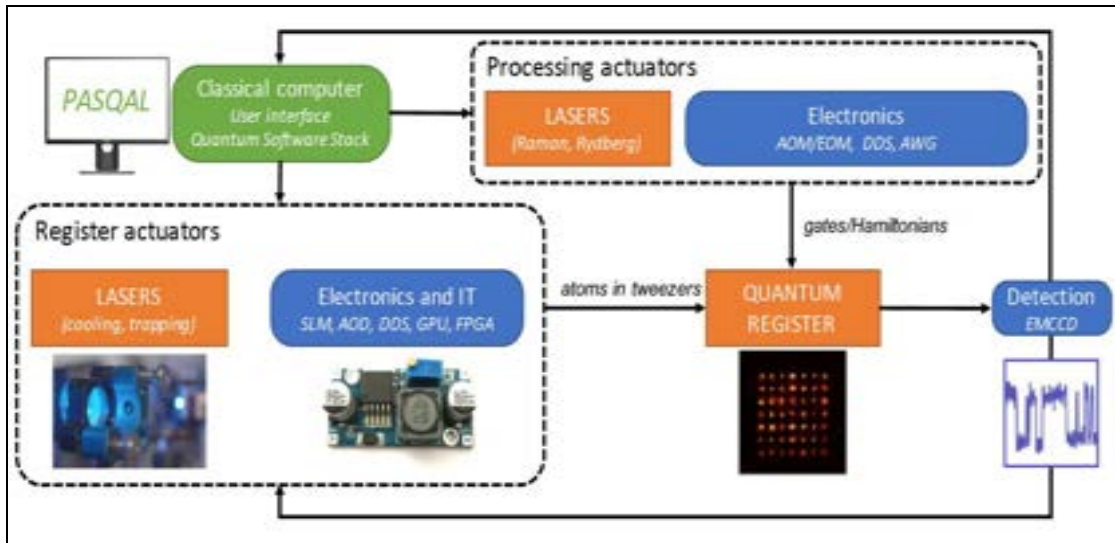 PASQAL
Classical computer
User interface
Quantum Software Stack
Processing actuators
LASERS
(Raman, Rydberg)
Electronics
AOM/EOM, DDS, AWG
gates/Hamiltonians
Register actuators
LASERS
(cooling, trapping)
Electronics and IT
SLM, AOD, DDS, GPU, FPGA
atoms in tweezers
QUANTUM
REGISTER
Detection
EMCCD